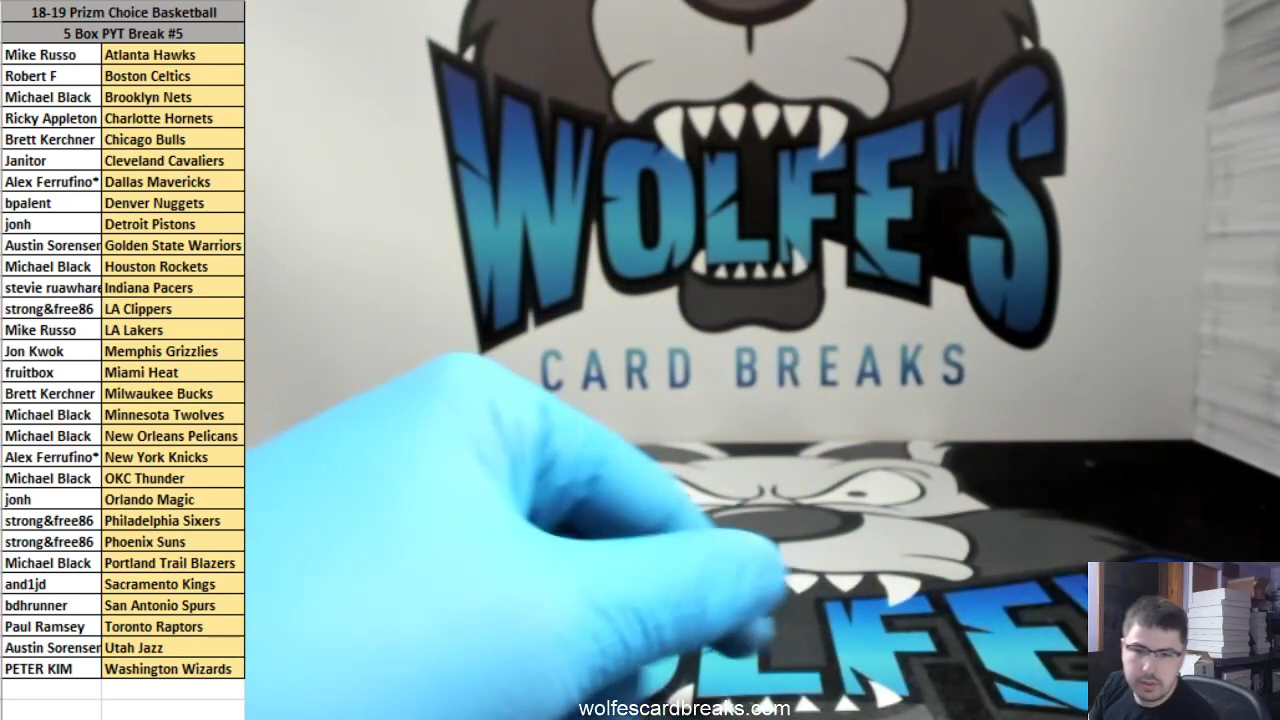 18-19 Prizm Choice Basketball
5 Box PYT Break #5
Mike Russo Atlanta Hawks
Robert F Boston Celtics
Michael Black Brooklyn Nets
Ricky Appleton Charlotte Hornets
Brett Kerchner Chicago Bulls
Janitor Cleveland Cavaliers
Alex Ferrufino* Dallas Mavericks
bpalent Denver Nuggets
jonh Detroit Pistons
Austin Sorensen Golden State Warriors
Michael Black Houston Rockets
stevie ruawhare Indiana Pacers
strong&free86 LA Clippers
Mike Russo LA Lakers
Jon Kwok Memphis Grizzlies
fruitbox Miami Heat
Brett Kerchner Milwaukee Bucks
Michael Black Minnesota Twolves
Michael Black New Orleans Pelicans
Alex Ferrufino* New York Knicks
Michael Black OKC Thunder
jonh Orlando Magic
strong&free86 Philadelphia Sixers
strong&free86 Phoenix Suns
Michael Black Portland Trail Blazers
and1jd Sacramento Kings
bdhrunner San Antonio Spurs
Paul Ramsey Toronto Raptors
Austin Sorensen Utah Jazz
PETER KIM Washington Wizards
WOLFE'S
CARD BREAKS
OLFE
wolfescardbreaks.com